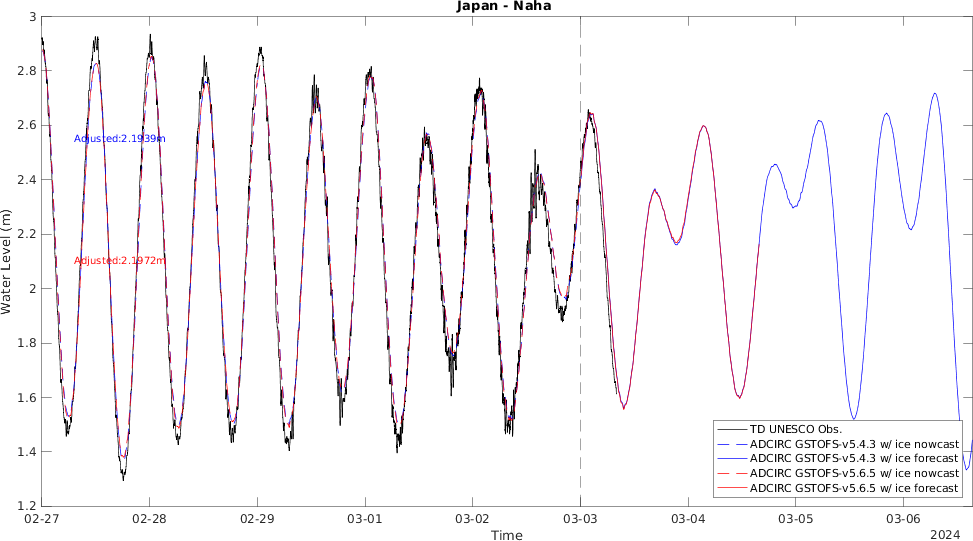 Japan - Naha
3
2.8
2.6
2.4
2.2
2
1.8
1.6
1.4
1.2
Water Level (m)
Adjusted:2.1939m
Adjusted:2.1972m
TD UNESCO Obs.
ADCIRC GSTOFS-v5.4.3 w/ ice nowcast
ADCIRC GSTOFS-v5.4.3 w/ ice forecast
ADCIRC GSTOFS-v5.6.5 w/ ice nowcast
ADCIRC GSTOFS-v5.6.5 w/ ice forecast
02-27 02-28 02-29 03-01 03-02 03-03 03-04 03-05 03-06
Time
2024